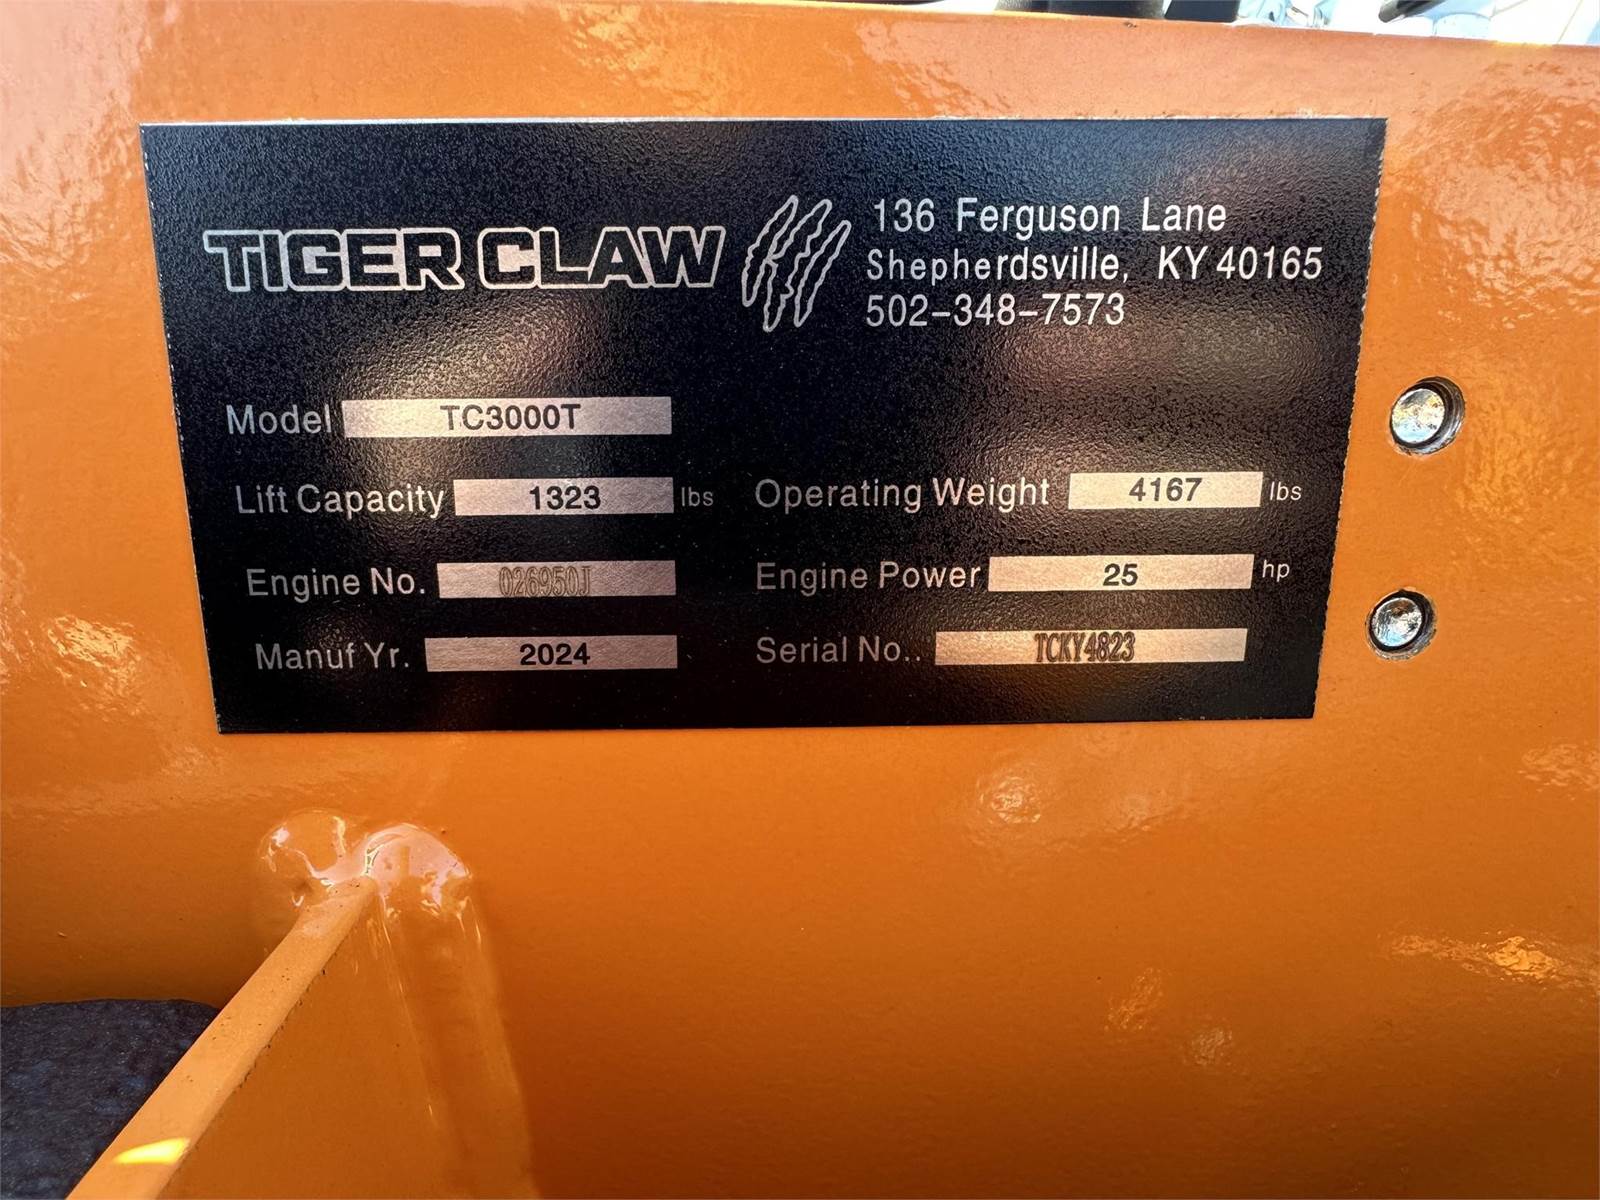 TIGER CLAW
136 Ferguson Lane
Shepherdsville, KY 40165
502-348-7573
Model TC3000T
Lift Capacity 1323 lbs Operating Weight 4167 lbs
Engine No. 026950J Engine Power 25 hp
Manuf Yr. 2024 Serial No.. TCKY4823